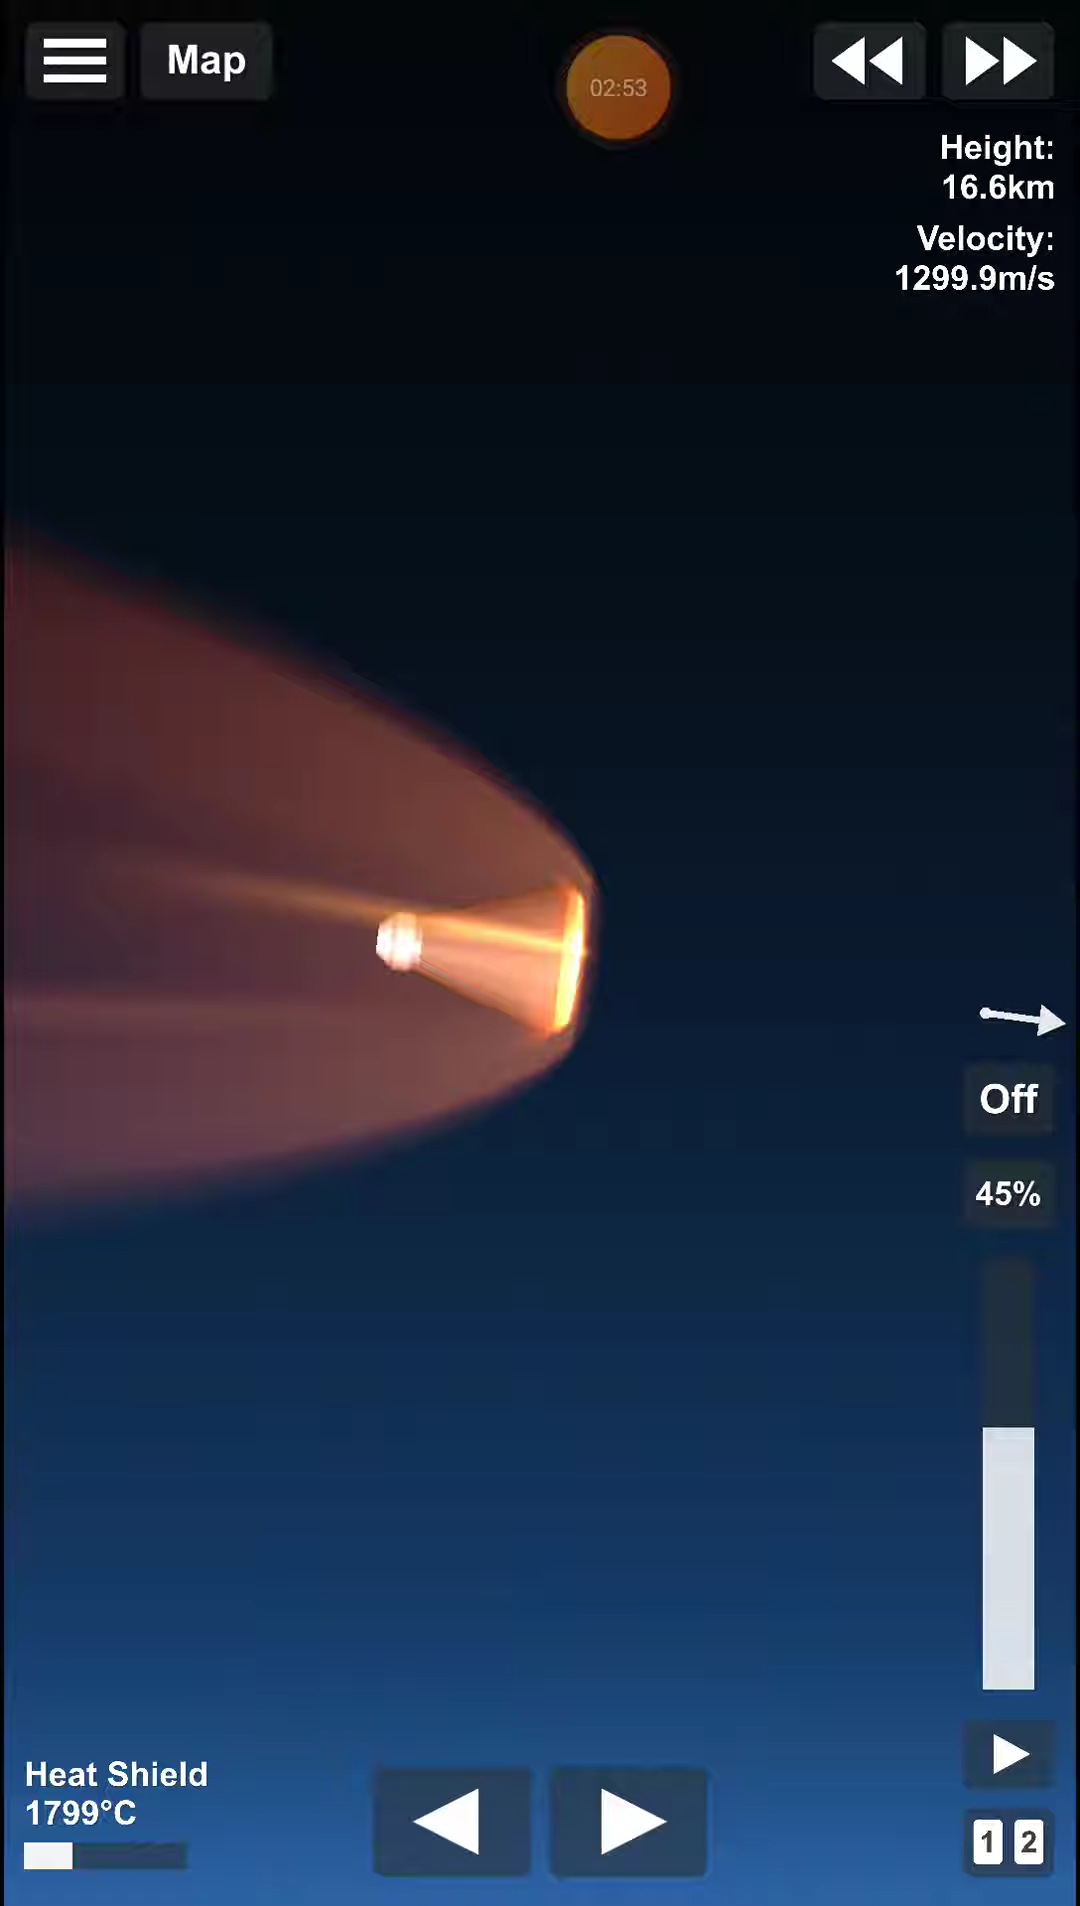 Map
02:53
Height:
16.6km
Velocity:
1299.9m/s
Off
45%
Heat Shield
1799°C
1 2